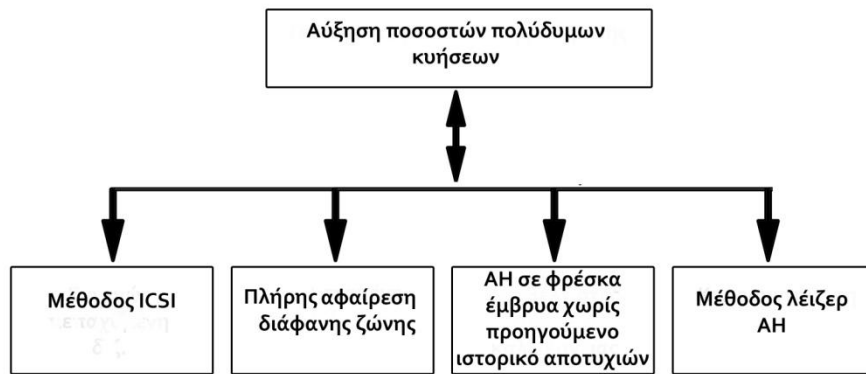 Αύξηση ποσοστών πολύδυμων
κυήσεων
Μέθοδος ICSI
Πλήρης αφαίρεση
διάφανης ζώνης
ΑΗ σε φρέσκα
έμβρυα χωρίς
προηγούμενο
ιστορικό αποτυχιών
Μέθοδος λέιζερ
ΑΗ